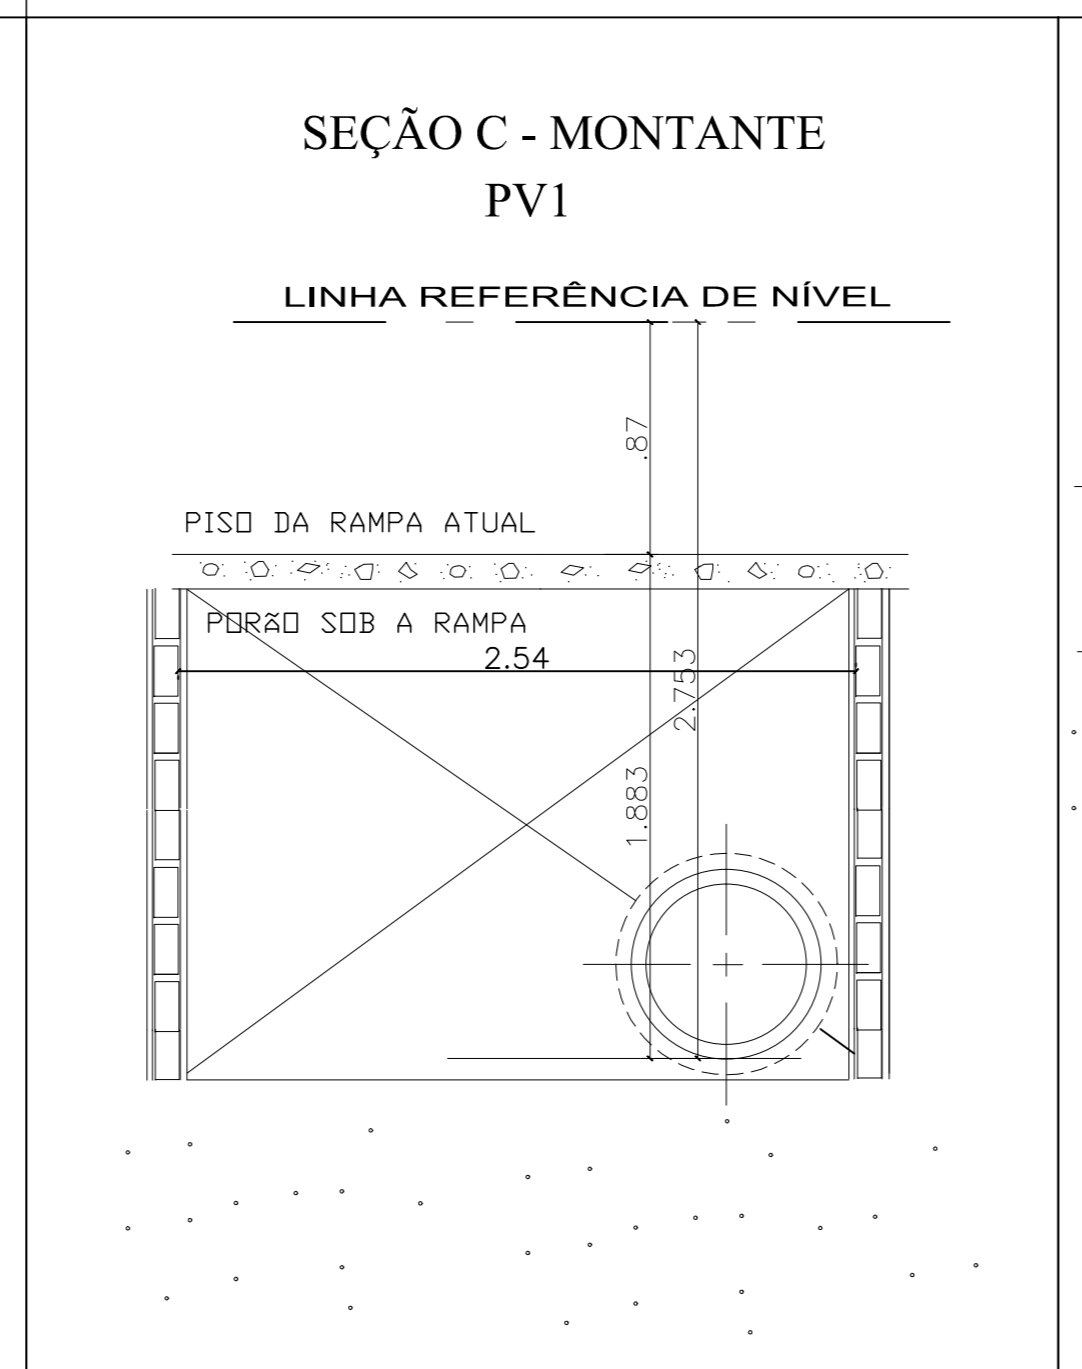 SEÇÃO C - MONTANTE
PV1
LINHA REFERÊNCIA DE NÍVEL
.87
PISO DA RAMPA ATUAL
PORÃO SOB A RAMPA
2.54
2.753
1.883